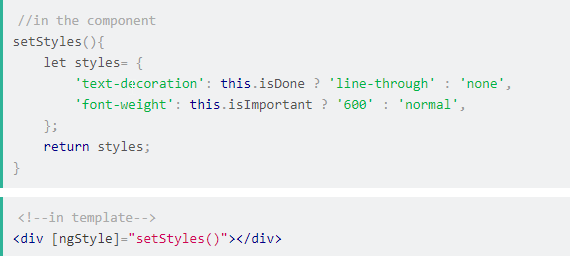 //in the component
setStyles(){
let styles= {
'text-decoration': this.isDone ? 'line-through' : 'none',
'font-weight': this.isImportant ? '600' : 'normal',
};
return styles;
}
<!--in template-->
<div [ngStyle]="setStyles()"></div>